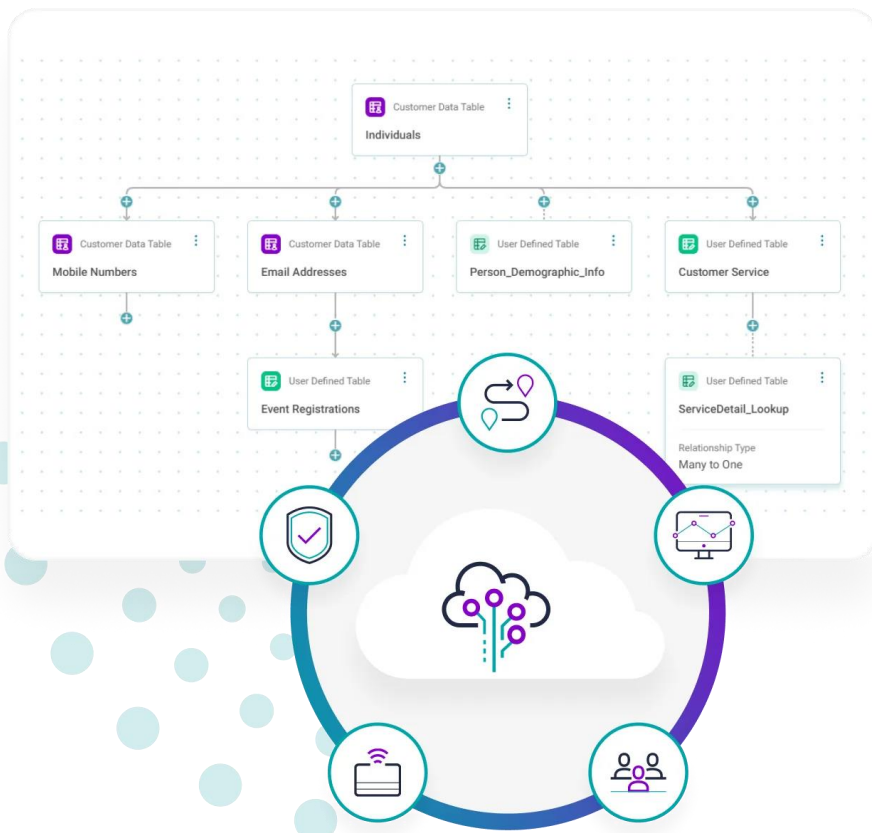 Customer Data Table
Individuals
Customer Data Table
Mobile Numbers
Customer Data Table
Email Addresses
User Defined Table
Person_Demographic_Info
User Defined Table
Customer Service
User Defined Table
Event Registrations
User Defined Table
ServiceDetail_Lookup
Relationship Type
Many to One